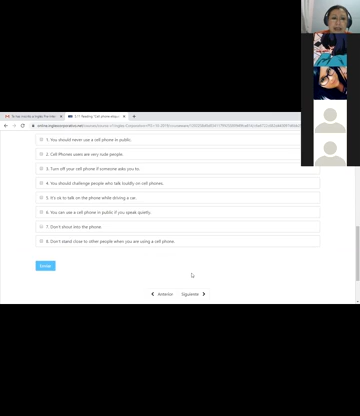 1. You should never use a cell phone in public.
2. Cell Phones users are very rude people.
3. Turn off your cell phone if someone asks you to.
4. You should challenge people who talk loudly on cell phones.
5. It's ok to talk on the phone while driving a car.
6. You can use a cell phone in public if you speak quietly.
7. Don't shout into the phone
8. Don't stand close to other people when you are using a cell phone.
Enviar
Anterior
Siguiente